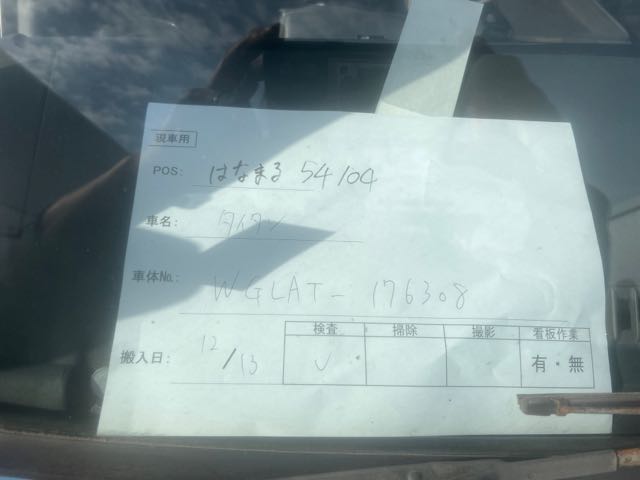 現車用
POS: はなまる 54104
車名: タイタン
車体No.: WGLAT-176308
検査 掃除 撮影 看板作業
搬入日: 12/13 ✓ 有・無